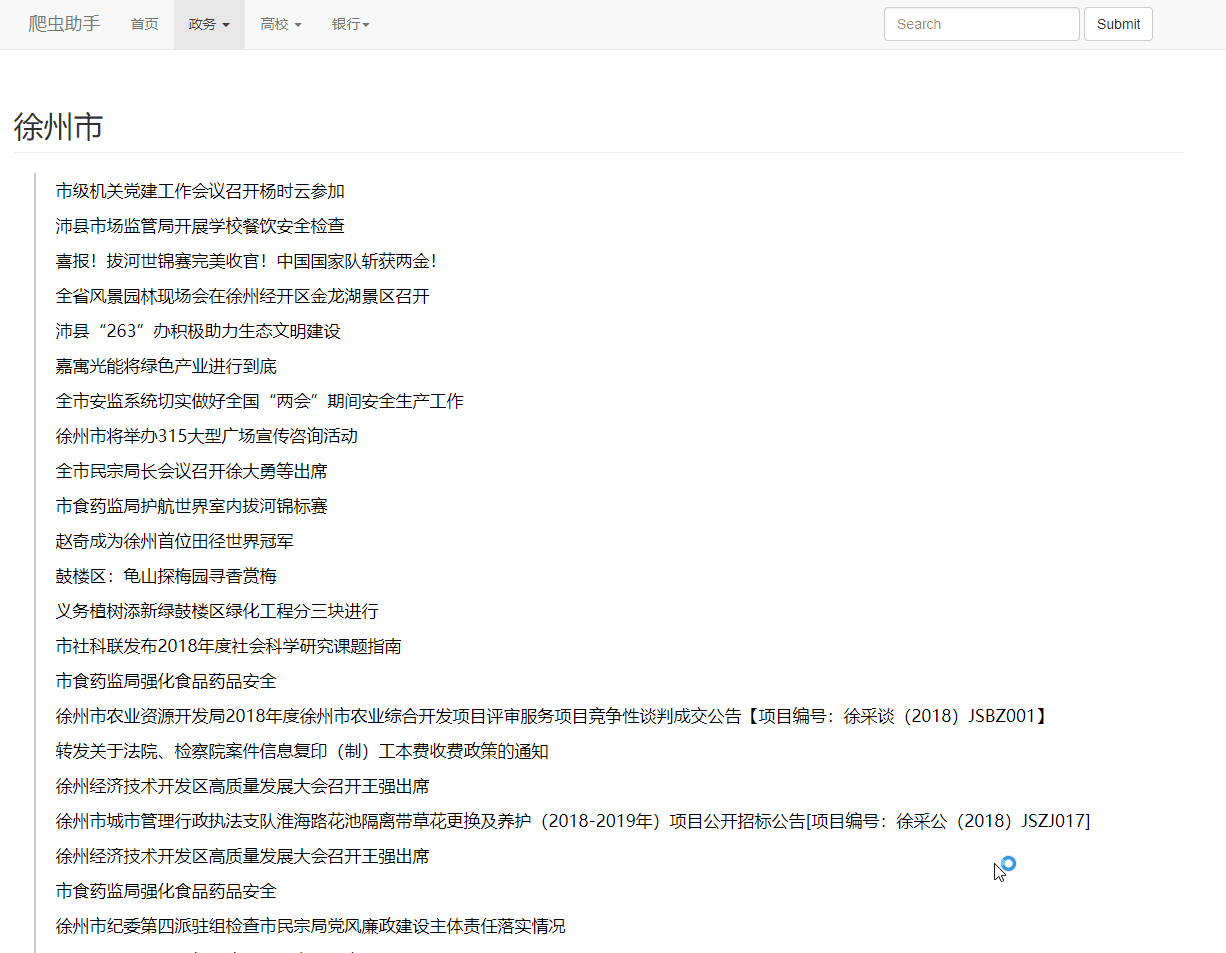 爬虫助手 首页 政务 高校 银行 Search Submit
徐州市
市级机关党建工作会议召开杨时云参加
沛县市场监管局开展学校餐饮安全检查
喜报！拔河世锦赛完美收官！中国国家队斩获两金！
全省风景园林现场会在徐州经开区金龙湖景区召开
沛县“263”办积极助力生态文明建设
嘉寓光能将绿色产业进行到底
全市安监系统切实做好全国“两会”期间安全生产工作
徐州市将举办315大型广场宣传咨询活动
全市民宗局长会议召开徐大勇等出席
市食药监局护航世界室内拔河锦标赛
赵奇成为徐州首位田径世界冠军
鼓楼区：龟山探梅园寻香赏梅
义务植树添新绿鼓楼区绿化工程分三块进行
市社科联发布2018年度社会科学研究课题指南
市食药监局强化食品药品安全
徐州市农业资源开发局2018年度徐州市农业综合开发项目评审服务项目竞争性谈判成交公告【项目编号：徐采谈（2018）JSBZ001】
转发关于法院、检察院案件信息复印（制）工本费收费政策的通知
徐州经济技术开发区高质量发展大会召开王强出席
徐州市城市管理行政执法支队淮海路花池隔离带草花更换及养护（2018-2019年）项目公开招标公告[项目编号：徐采公（2018）JSZJ017]
徐州经济技术开发区高质量发展大会召开王强出席
市食药监局强化食品药品安全
徐州市纪委第四派驻组检查市民宗局党风廉政建设主体责任落实情况